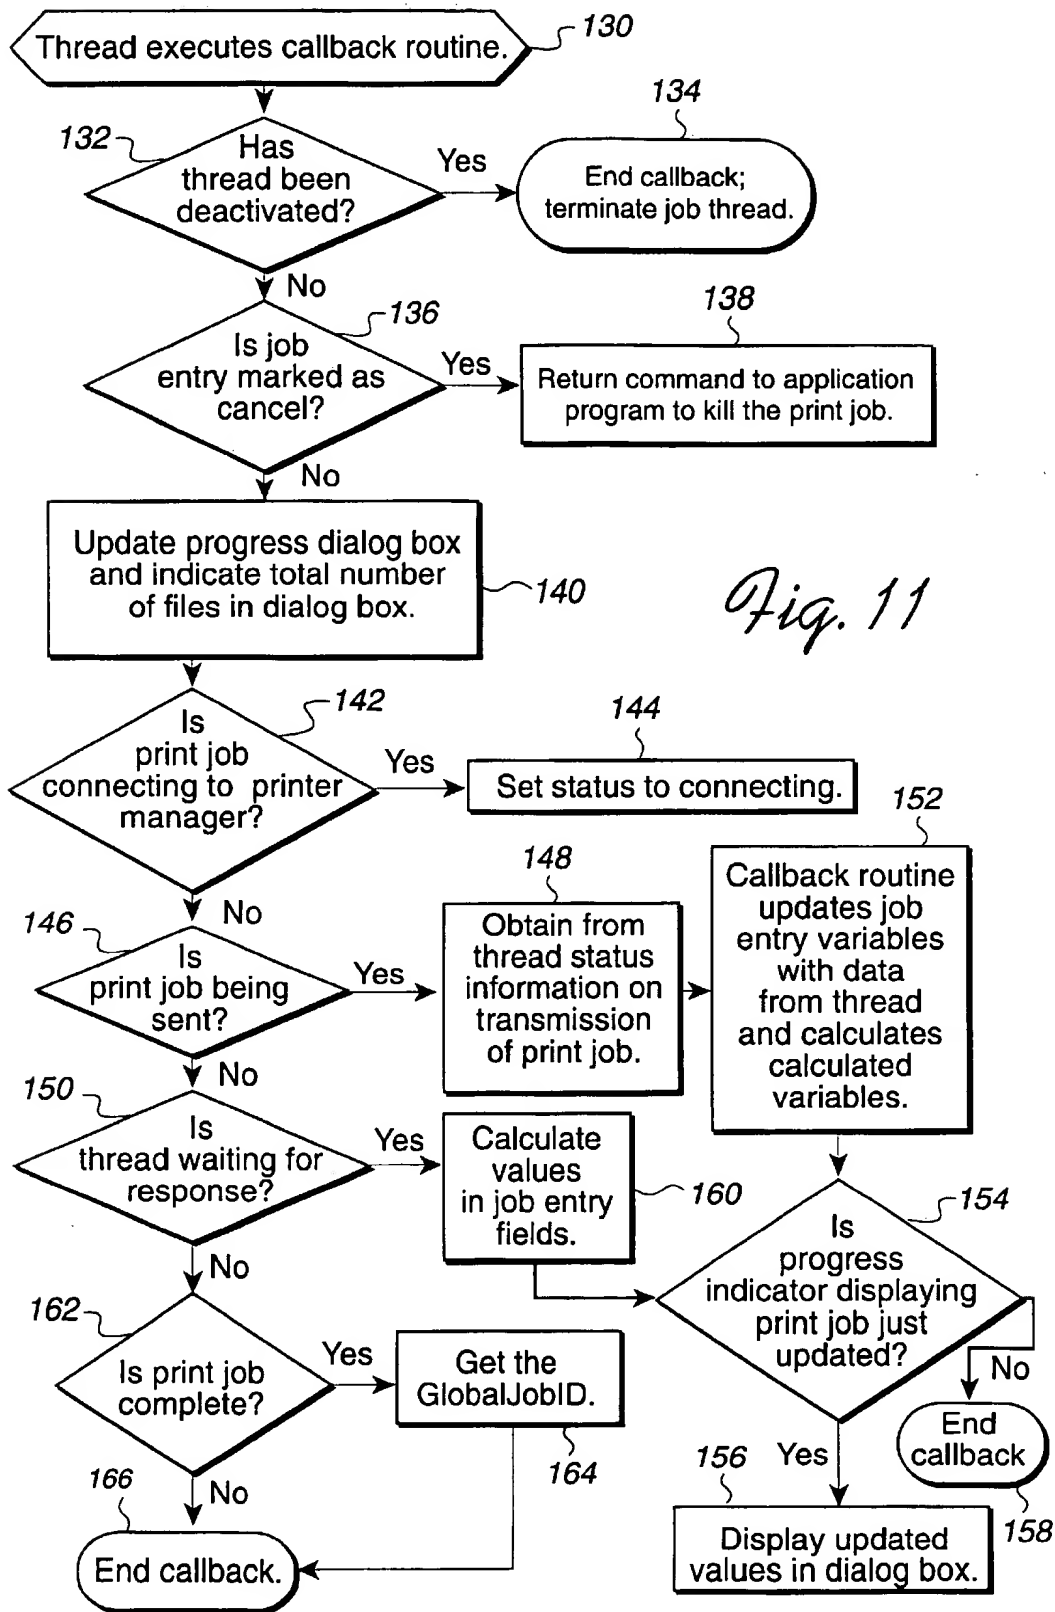 Thread executes callback routine.
130
132
Has
thread been
deactivated?
Yes
134
End callback;
terminate job thread.
No
136
Is job
entry marked as
cancel?
Yes
138
Return command to application
program to kill the print job.
No
Update progress dialog box
and indicate total number
of files in dialog box.
140
Fig. 11
142
Is
print job
connecting to printer
manager?
Yes
144
Set status to connecting.
No
146
Is
print job being
sent?
Yes
148
Obtain from
thread status
information on
transmission
of print job.
152
Callback routine
updates job
entry variables
with data
from thread
and calculates
calculated
variables.
No
150
Is
thread waiting for
response?
Yes
Calculate
values
in job entry
fields.
160
154
Is
progress
indicator displaying
print job just
updated?
No
End
callback
158
Yes
156
Display updated
values in dialog box.
No
162
Is print job
complete?
Yes
Get the
GlobalJobID.
164
No
166
End callback.